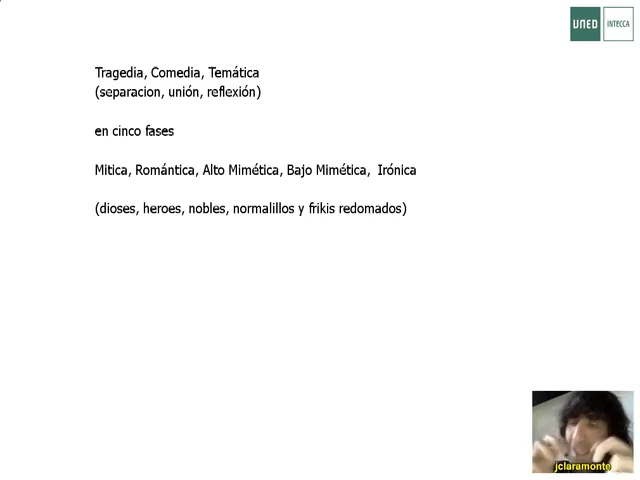 UNED INTECCA
Tragedia, Comedia, Temática
(separacion, unión, reflexión)
en cinco fases
Mitica, Romántica, Alto Mimética, Bajo Mimética, Irónica
(dioses, heroes, nobles, normalillos y frikis redomados)
jclaramonte